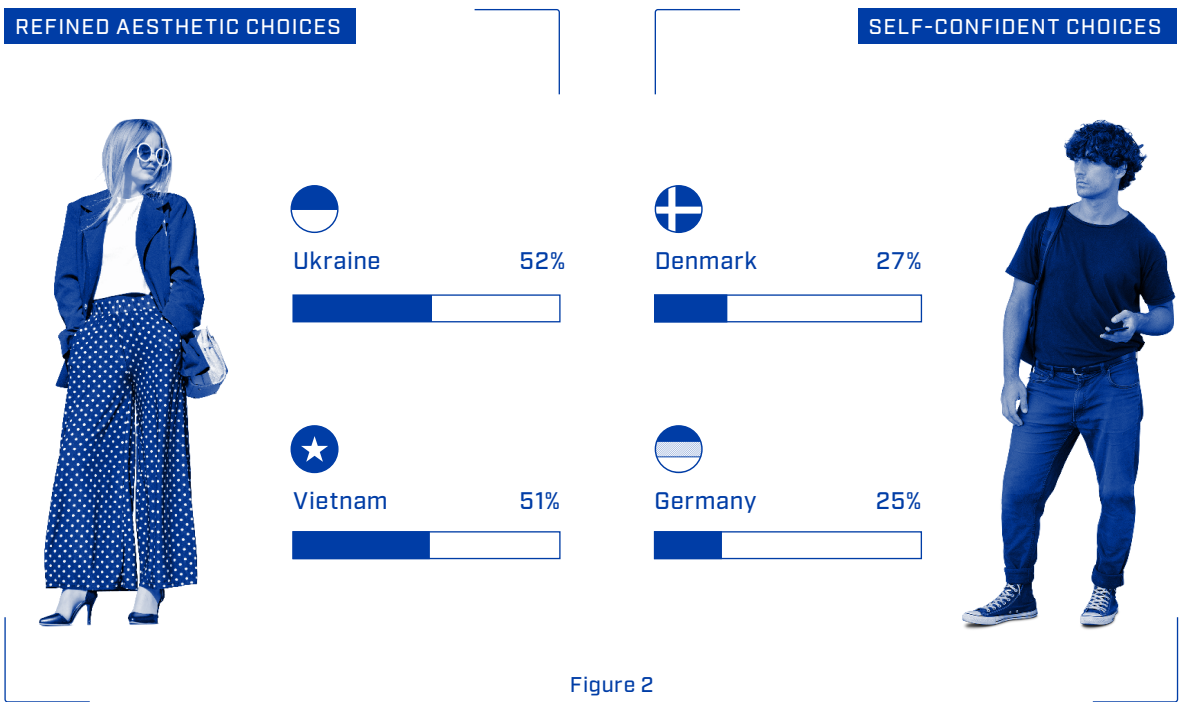 REFINED AESTHETIC CHOICES
SELF-CONFIDENT CHOICES
Ukraine 52%
Denmark 27%
Vietnam 51%
Germany 25%
Figure 2